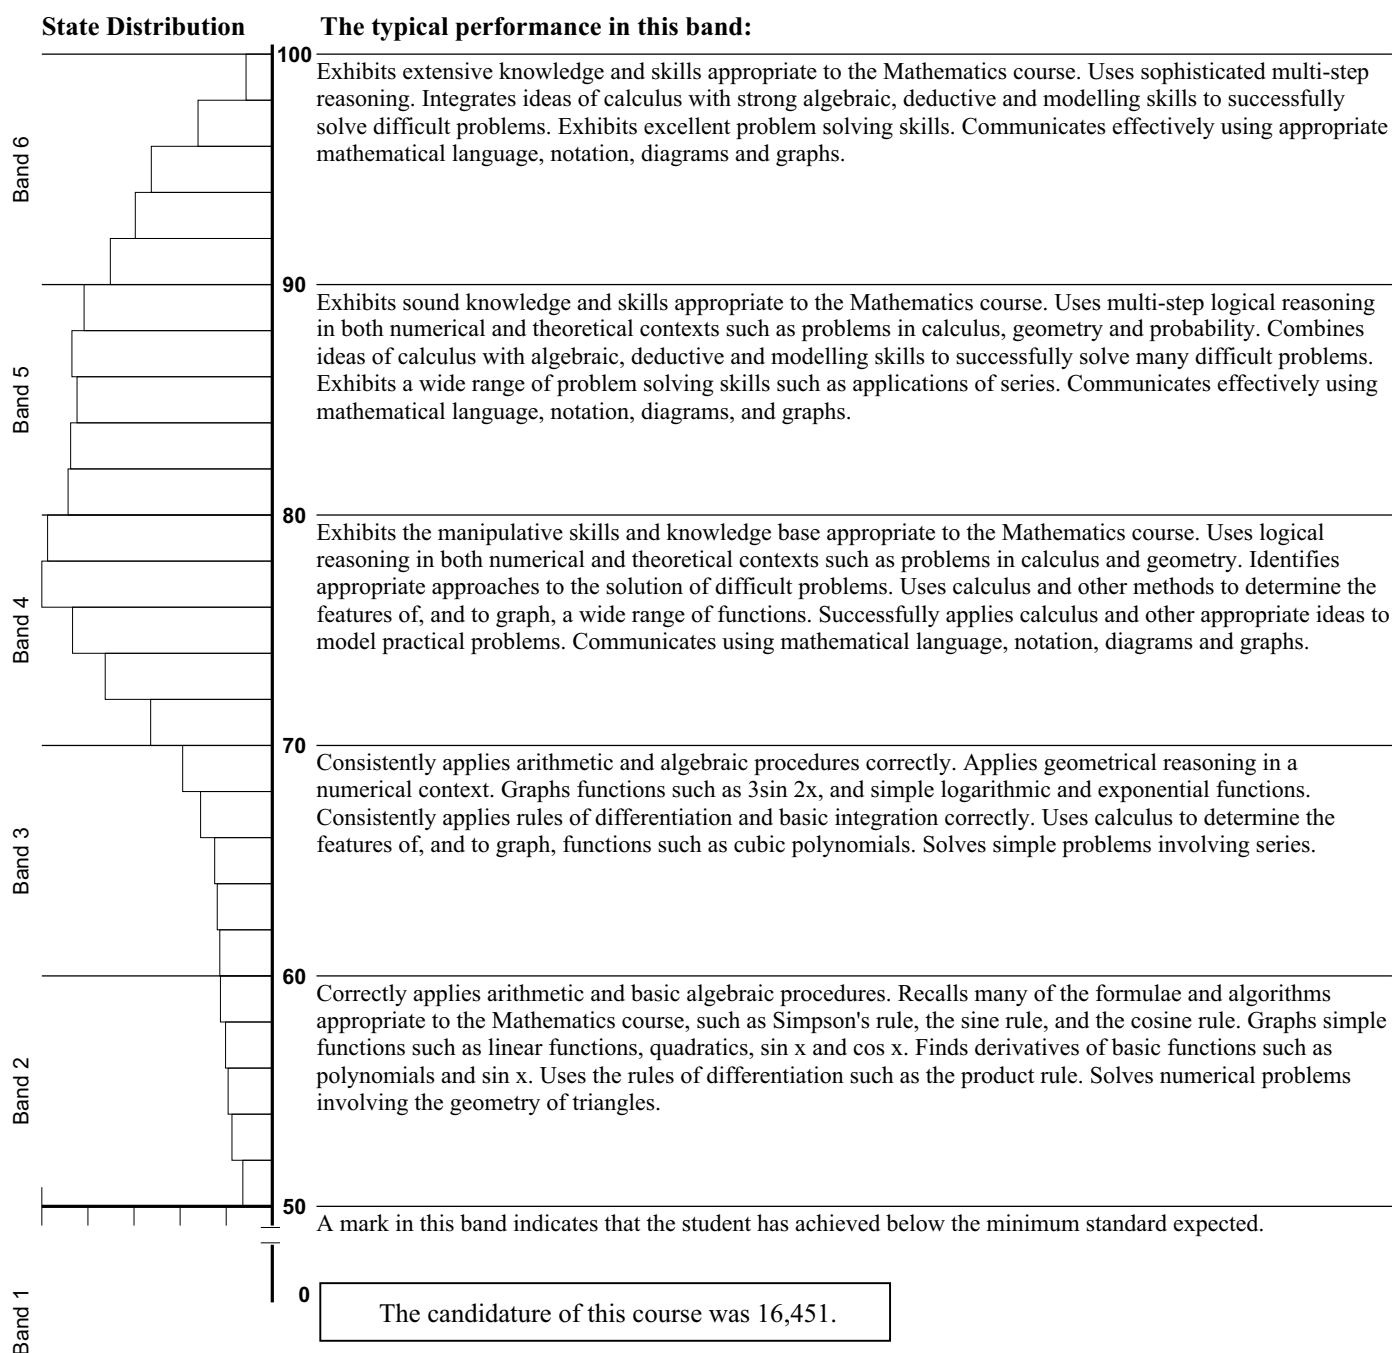 State Distribution
The typical performance in this band:
100
Exhibits extensive knowledge and skills appropriate to the Mathematics course. Uses sophisticated multi-step
reasoning. Integrates ideas of calculus with strong algebraic, deductive and modelling skills to successfully
solve difficult problems. Exhibits excellent problem solving skills. Communicates effectively using appropriate
mathematical language, notation, diagrams and graphs.
Band 6
90
Exhibits sound knowledge and skills appropriate to the Mathematics course. Uses multi-step logical reasoning
in both numerical and theoretical contexts such as problems in calculus, geometry and probability. Combines
ideas of calculus with algebraic, deductive and modelling skills to successfully solve many difficult problems.
Exhibits a wide range of problem solving skills such as applications of series. Communicates effectively using
mathematical language, notation, diagrams, and graphs.
Band 5
80
Exhibits the manipulative skills and knowledge base appropriate to the Mathematics course. Uses logical
reasoning in both numerical and theoretical contexts such as problems in calculus and geometry. Identifies
appropriate approaches to the solution of difficult problems. Uses calculus and other methods to determine the
features of, and to graph, a wide range of functions. Successfully applies calculus and other appropriate ideas to
model practical problems. Communicates using mathematical language, notation, diagrams and graphs.
Band 4
70
Consistently applies arithmetic and algebraic procedures correctly. Applies geometrical reasoning in a
numerical context. Graphs functions such as 3sin 2x, and simple logarithmic and exponential functions.
Consistently applies rules of differentiation and basic integration correctly. Uses calculus to determine the
features of, and to graph, functions such as cubic polynomials. Solves simple problems involving series.
Band 3
60
Correctly applies arithmetic and basic algebraic procedures. Recalls many of the formulae and algorithms
appropriate to the Mathematics course, such as Simpson's rule, the sine rule, and the cosine rule. Graphs simple
functions such as linear functions, quadratics, sin x and cos x. Finds derivatives of basic functions such as
polynomials and sin x. Uses the rules of differentiation such as the product rule. Solves numerical problems
involving the geometry of triangles.
Band 2
50
A mark in this band indicates that the student has achieved below the minimum standard expected.
0
Band 1
The candidature of this course was 16,451.